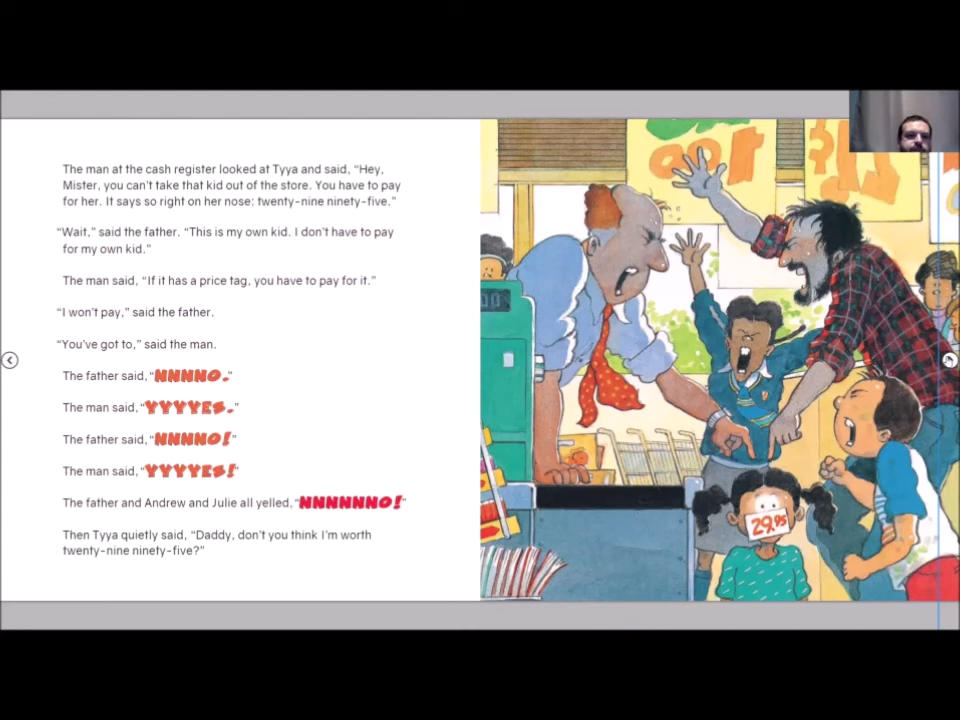 The man at the cash register looked at Tyya and said, “Hey,
Mister, you can’t take that kid out of the store. You have to pay
for her. It says so right on her nose: twenty-nine ninety-five.”
“Wait,” said the father. “This is my own kid. I don’t have to pay
for my own kid.”
The man said, “If it has a price tag, you have to pay for it.”
“I won’t pay,” said the father.
“You’ve got to,” said the man.
The father said, “NNNNO.”
The man said, “YYYYES.”
The father said, “NNNNO!”
The man said, “YYYYES!”
The father and Andrew and Julie all yelled, “NNNNNNO!”
Then Tyya quietly said, “Daddy, don’t you think I’m worth
twenty-nine ninety-five?”
29.95